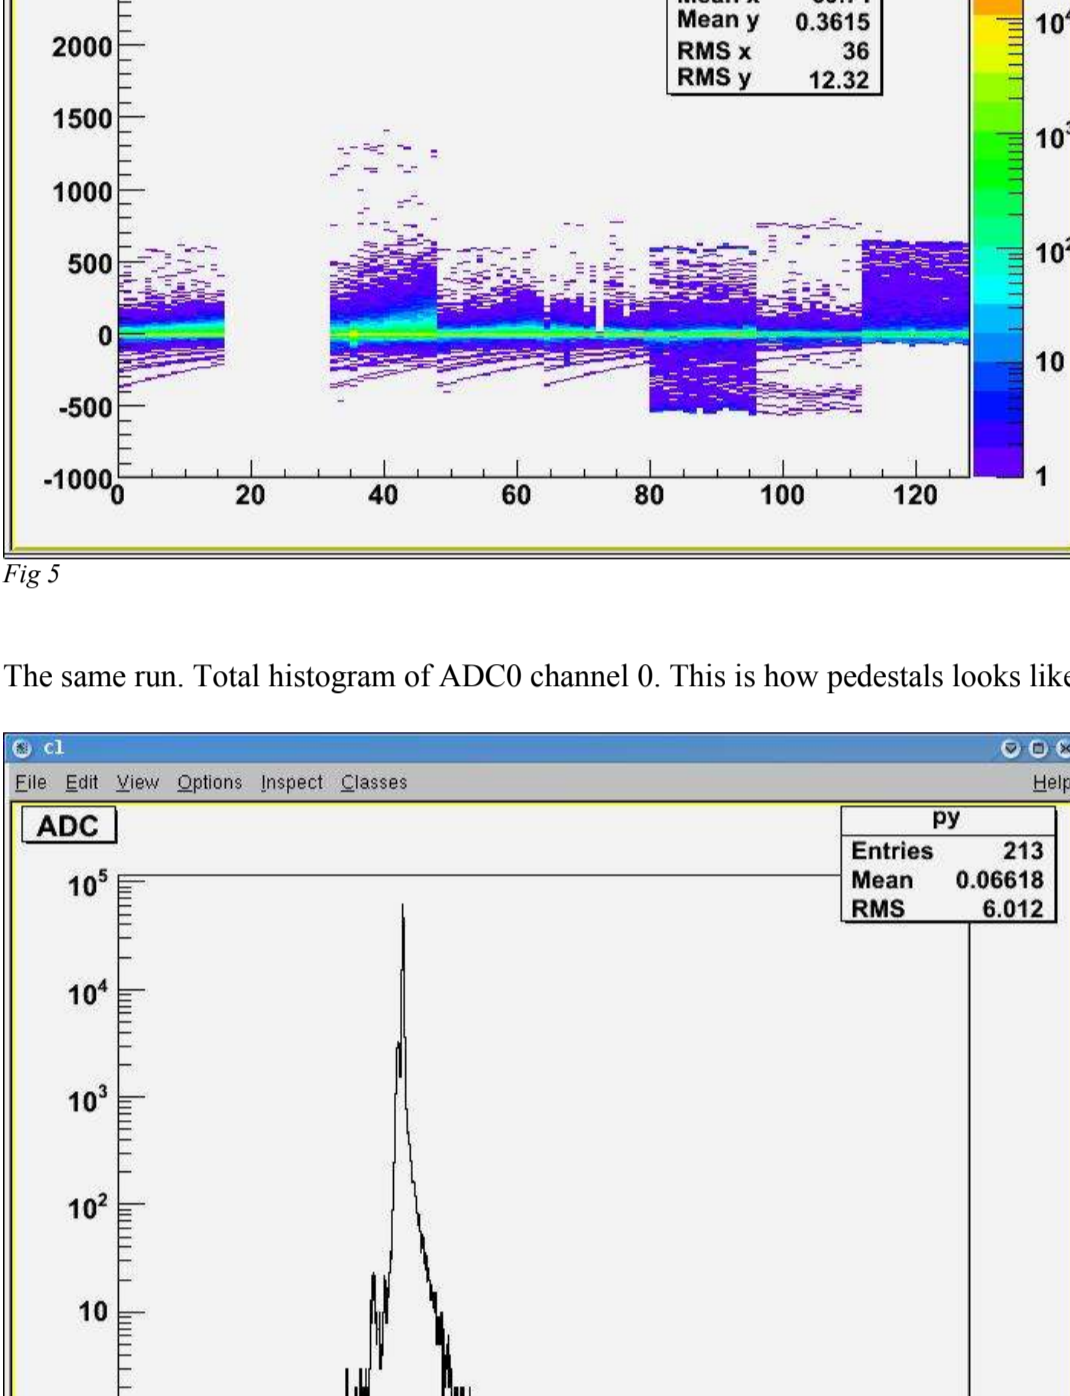 2000
1500
1000
500
0
-500
-1000
0 20 40 60 80 100 120
Mean y 0.3615
RMS x 36
RMS y 12.32
10³
10²
10
1
Fig 5
The same run. Total histogram of ADC0 channel 0. This is how pedestals looks like
c1
File Edit View Options Inspect Classes Help
ADC
py
Entries 213
Mean 0.06618
RMS 6.012
10⁵
10⁴
10³
10²
10